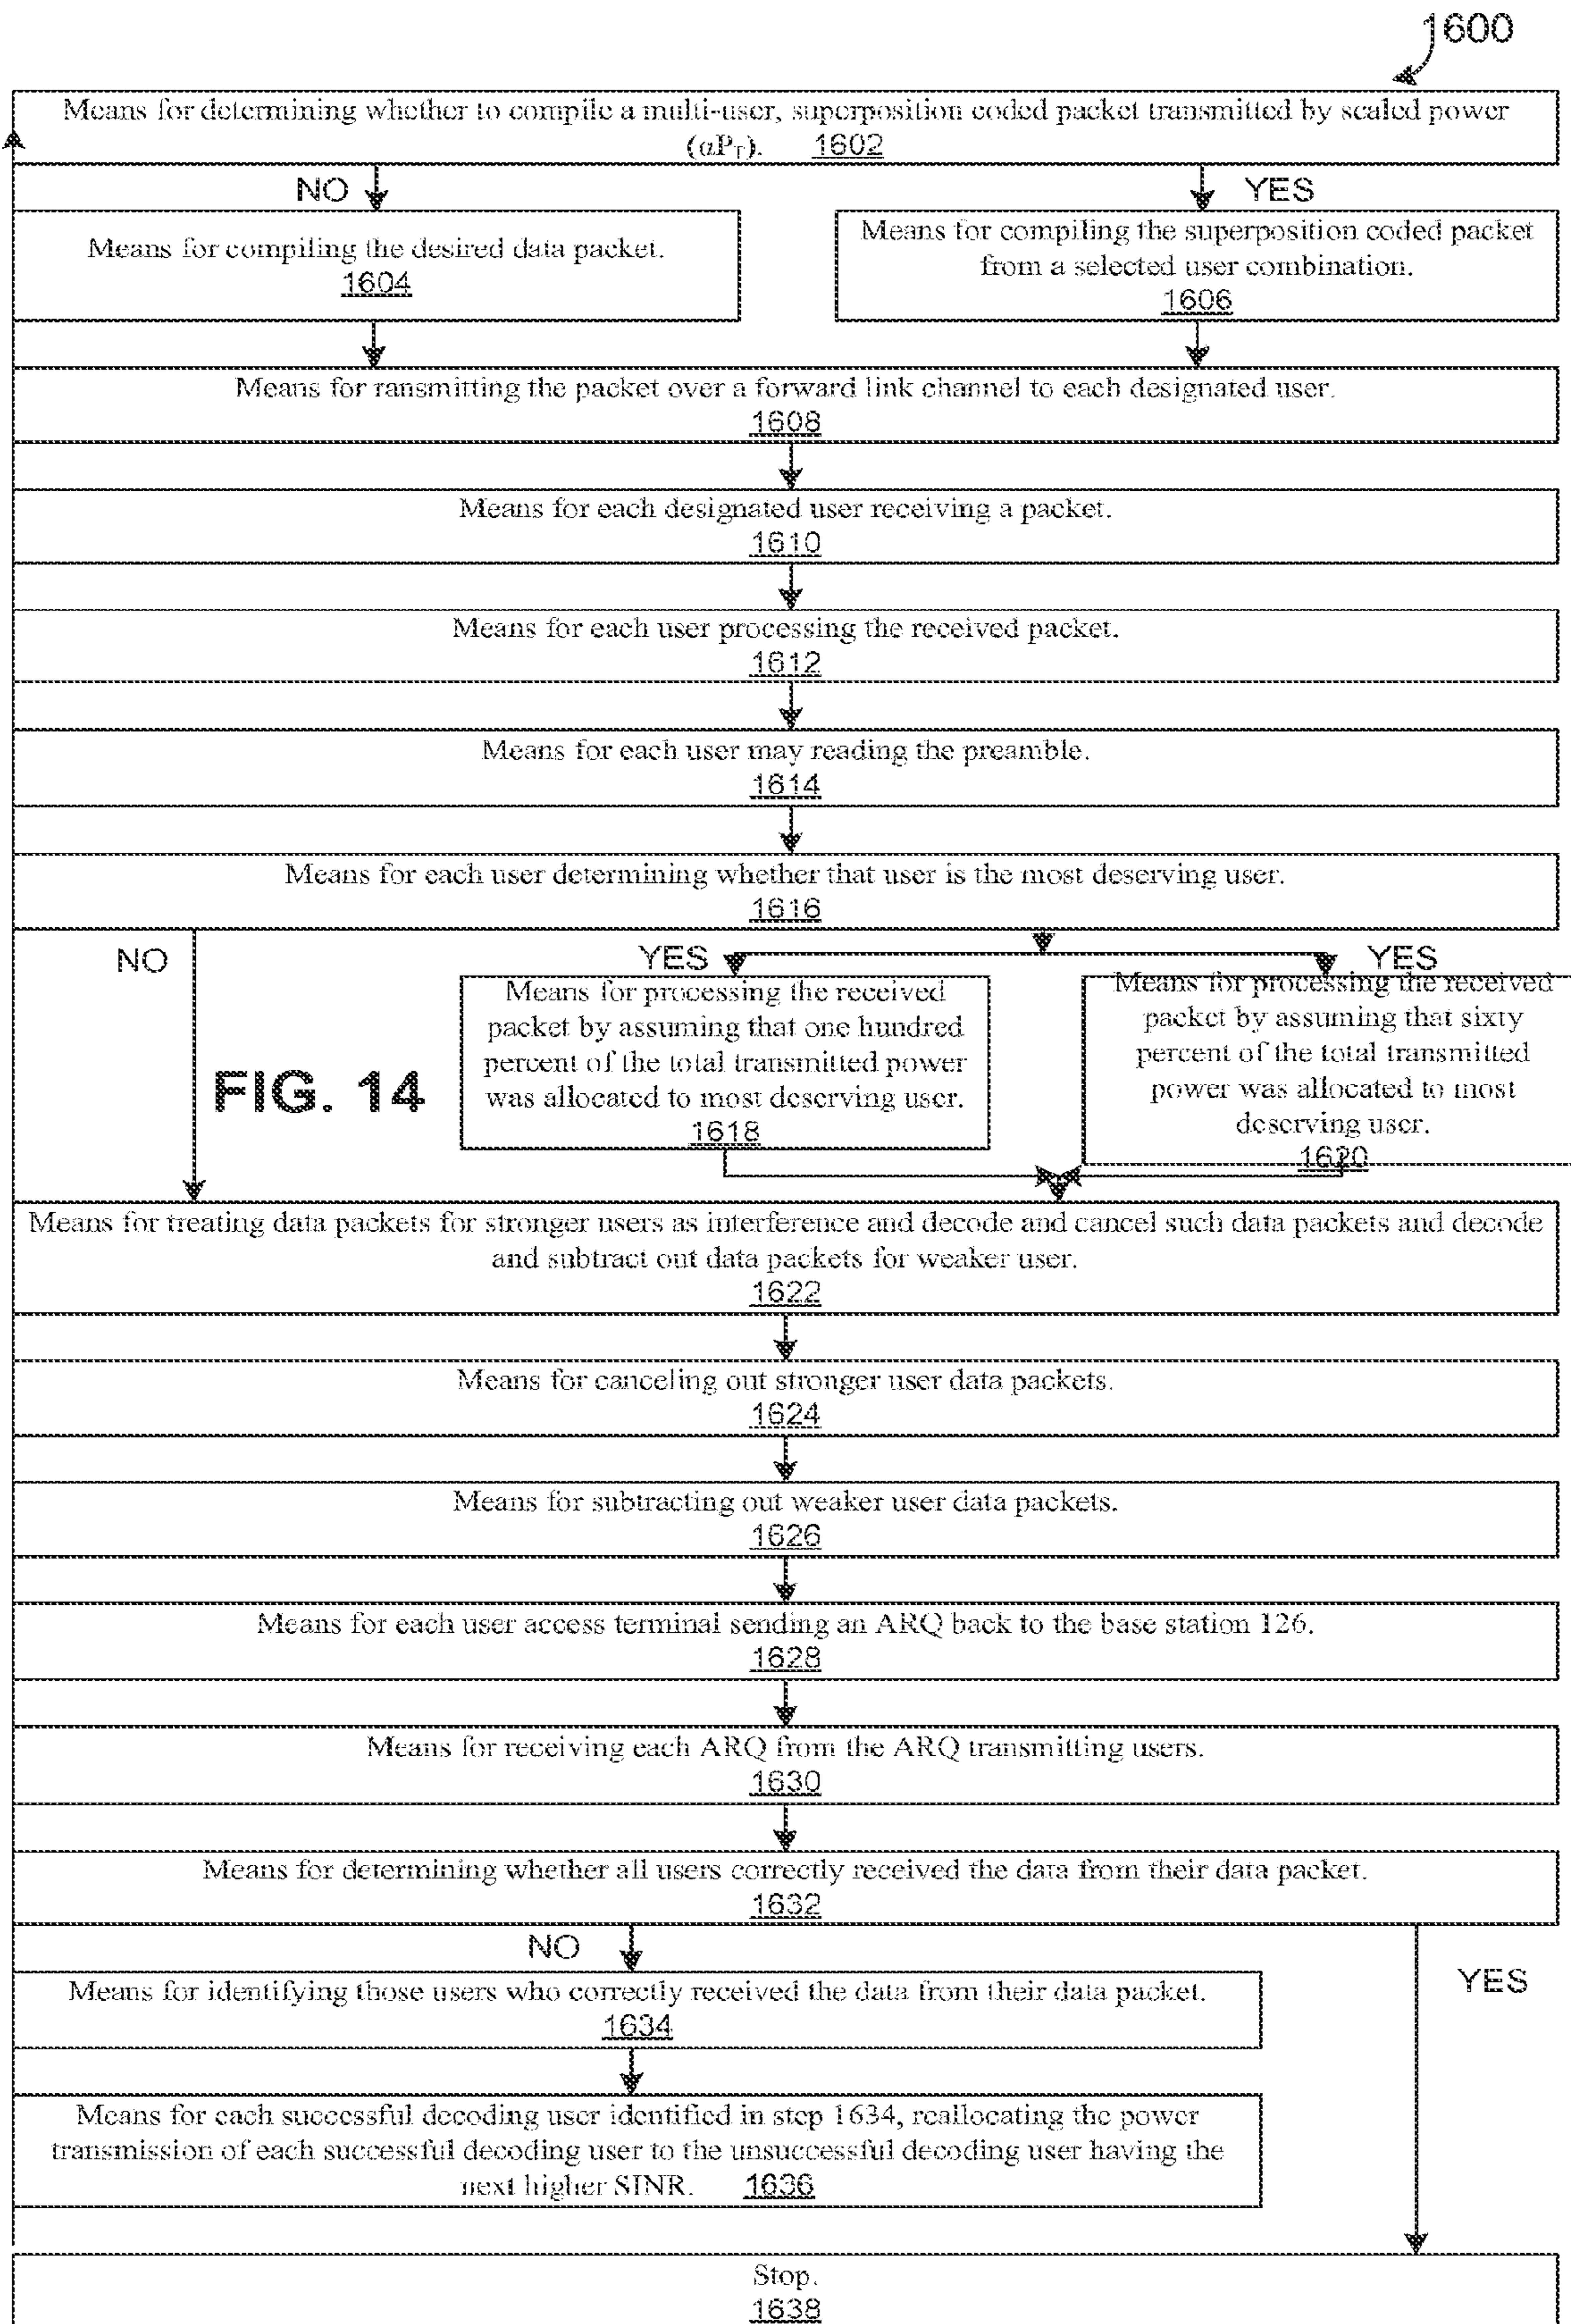 1600
Means for determining whether to compile a multi-user, superposition coded packet transmitted by scaled power
(αP_T). 1602
NO
YES
Means for compiling the desired data packet.
1604
Means for compiling the superposition coded packet
from a selected user combination.
1606
Means for ransmitting the packet over a forward link channel to each designated user.
1608
Means for each designated user receiving a packet.
1610
Means for each user processing the received packet.
1612
Means for each user may reading the preamble.
1614
Means for each user determining whether that user is the most deserving user.
1616
NO
YES
YES
Means for processing the received
packet by assuming that one hundred
percent of the total transmitted power
was allocated to most deserving user.
1618
Means for processing the received
packet by assuming that sixty
percent of the total transmitted
power was allocated to most
deserving user.
1620
FIG. 14
Means for treating data packets for stronger users as interference and decode and cancel such data packets and decode
and subtract out data packets for weaker user.
1622
Means for canceling out stronger user data packets.
1624
Means for subtracting out weaker user data packets.
1626
Means for each user access terminal sending an ARQ back to the base station 126.
1628
Means for receiving each ARQ from the ARQ transmitting users.
1630
Means for determining whether all users correctly received the data from their data packet.
1632
NO
YES
Means for identifying those users who correctly received the data from their data packet.
1634
Means for each successful decoding user identified in step 1634, reallocating the power
transmission of each successful decoding user to the unsuccessful decoding user having the
next higher SINR. 1636
Stop.
1638